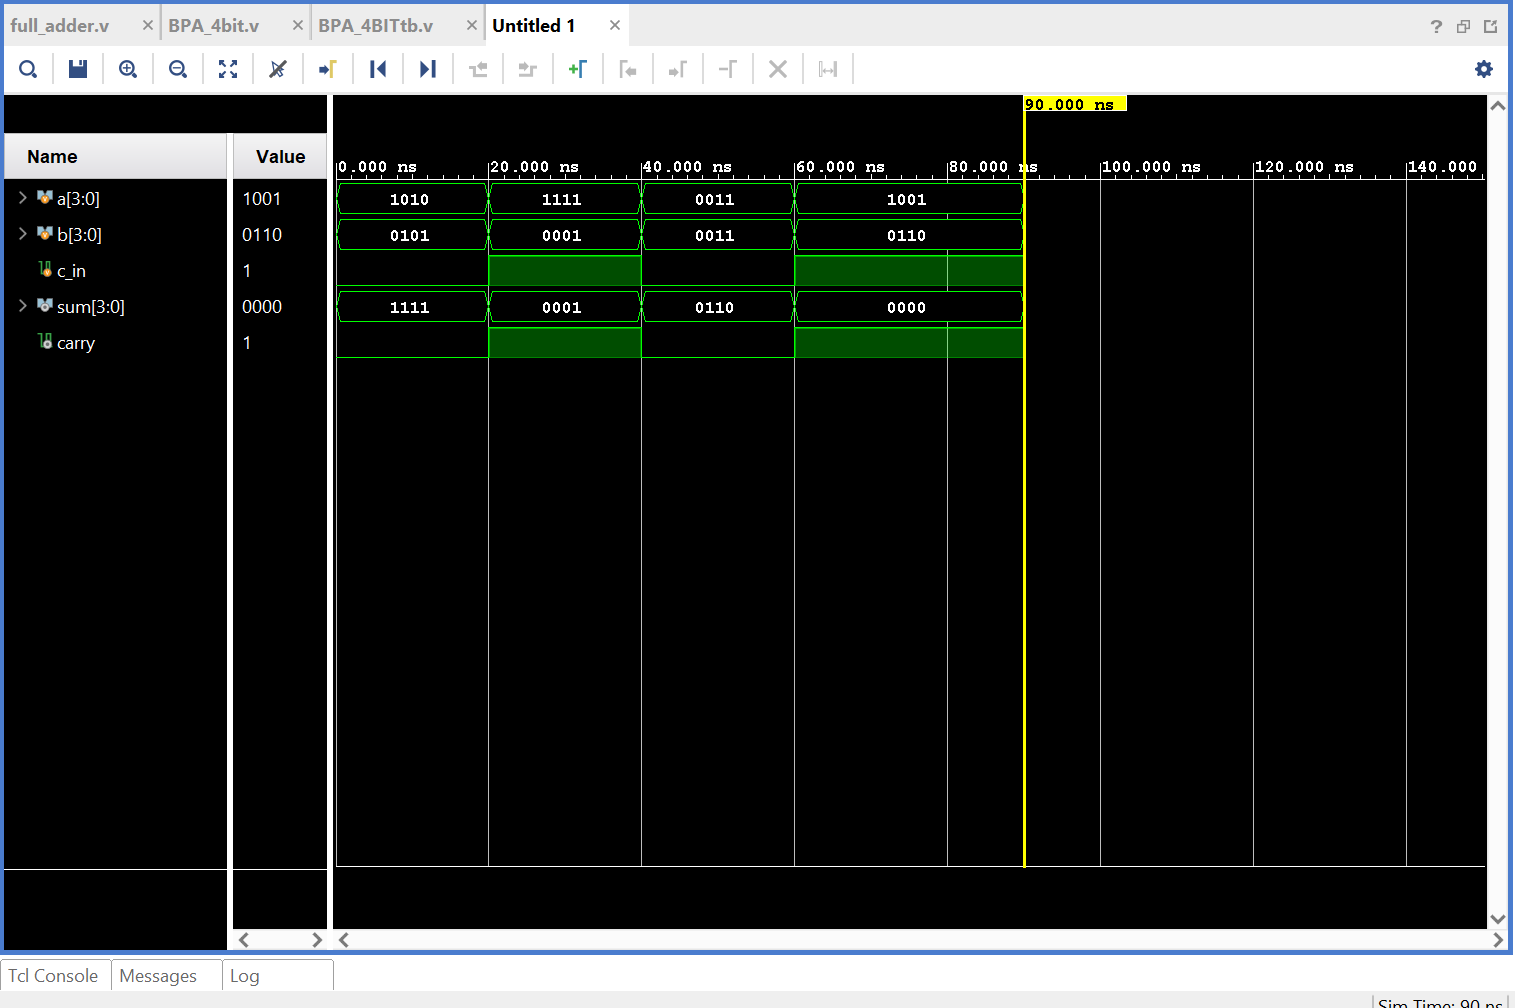 full_adder.v × BPA_4bit.v × BPA_4BITtb.v × Untitled 1 × ?
90.000 ns
Name Value
0.000 ns 20.000 ns 40.000 ns 60.000 ns 80.000 ns 100.000 ns 120.000 ns 140.000
a[3:0] 1001 1010 1111 0011 1001
b[3:0] 0110 0101 0001 0011 0110
c_in 1
sum[3:0] 0000 1111 0001 0110 0000
carry 1
Tcl Console Messages Log
Sim Time: 90 ns